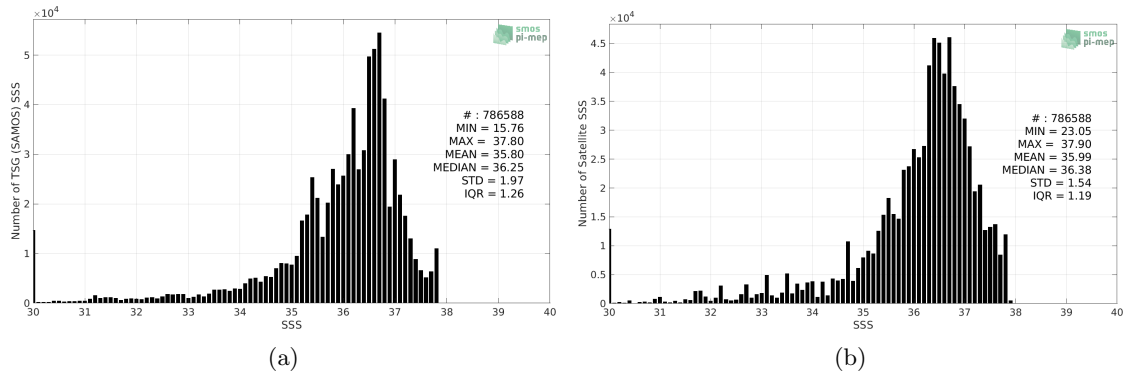 ×10⁴
smos
pi-mep
# : 786588
MIN = 15.76
MAX = 37.80
MEAN = 35.80
MEDIAN = 36.25
STD = 1.97
IQR = 1.26
Number of TSG (SAMOS) SSS
5
4
3
2
1
0
30 31 32 33 34 35 36 37 38 39 40
SSS
(a)
×10⁴
smos
pi-mep
# : 786588
MIN = 23.05
MAX = 37.90
MEAN = 35.99
MEDIAN = 36.38
STD = 1.54
IQR = 1.19
Number of Satellite SSS
4.5
4
3.5
3
2.5
2
1.5
1
0.5
0
30 31 32 33 34 35 36 37 38 39 40
SSS
(b)